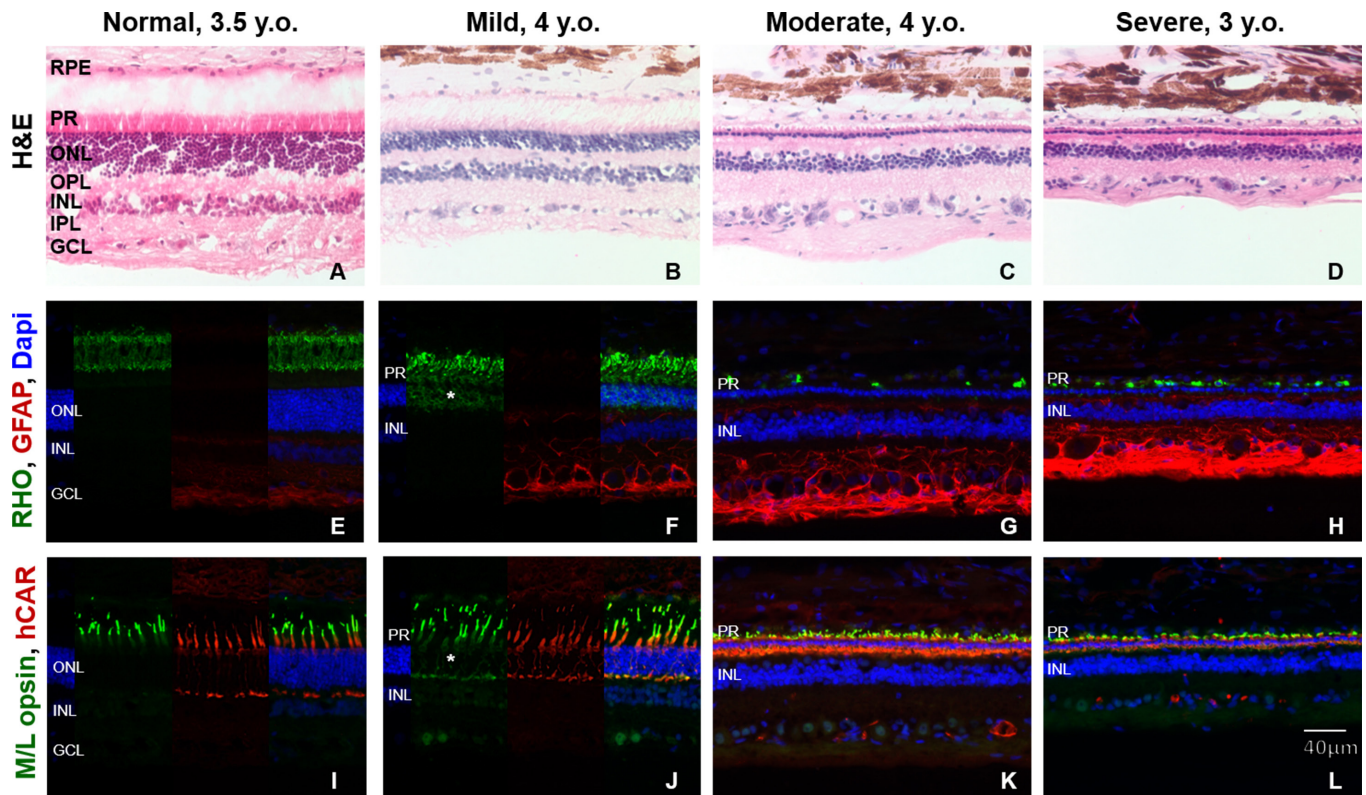 Normal, 3.5 y.o.
Mild, 4 y.o.
Moderate, 4 y.o.
Severe, 3 y.o.
H&E
RPE
PR
ONL
OPL
INL
IPL
GCL
A
B
C
D
RHO, GFAP, Dapi
ONL
INL
GCL
E
PR
*
INL
F
PR
INL
G
PR
INL
H
M/L opsin, hCAR
ONL
INL
GCL
I
PR
*
INL
J
PR
INL
K
PR
INL
40µm
L